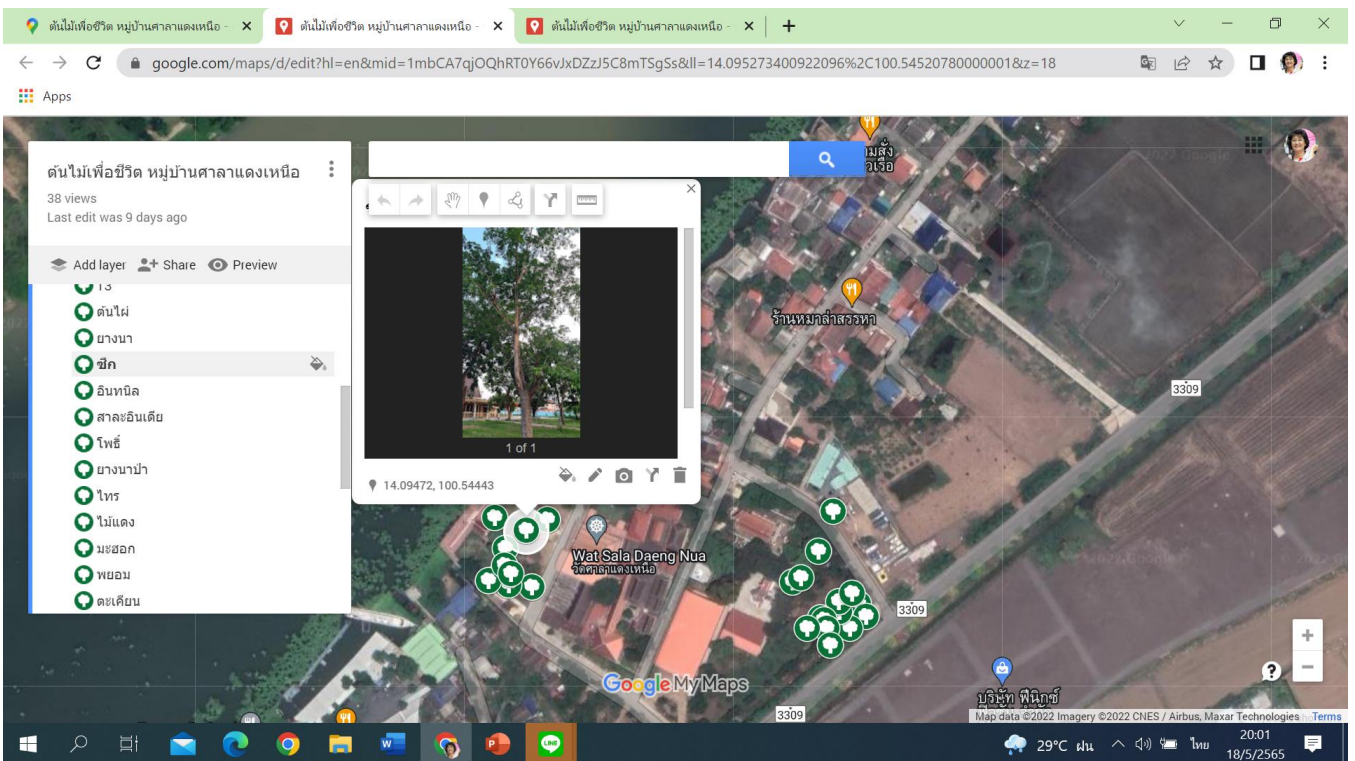 ต้นไม้เพื่อชีวิต หมู่บ้านศาลาแดงเหนือ -
ต้นไม้เพื่อชีวิต หมู่บ้านศาลาแดงเหนือ -
ต้นไม้เพื่อชีวิต หมู่บ้านศาลาแดงเหนือ -
google.com/maps/d/edit?hl=en&mid=1mbCA7qjOQhRT0Y66vJxDZzJ5C8mTSgSs&ll=14.095273400922096%2C100.54520780000001&z=18
Apps
ต้นไม้เพื่อชีวิต หมู่บ้านศาลาแดงเหนือ
38 views
Last edit was 9 days ago
Add layer Share Preview
13
ต้นไผ่
ยางนา
ซึก
อินทนิล
สาละอินเดีย
โพธิ์
ยางนาป่า
ไทร
ไม้แดง
มะฮอก
พยอม
ตะเคียน
1 of 1
14.09472, 100.54443
ร้านหมาล่าสรรหา
3309
Wat Sala Daeng Nua
วัดศาลาแดงเหนือ
3309
บริษัท ฟีนิกซ์
3309
Google My Maps
Map data ©2022 Imagery ©2022 CNES / Airbus, Maxar Technologies Terms
29°C ฝน
ไทย
20:01
18/5/2565